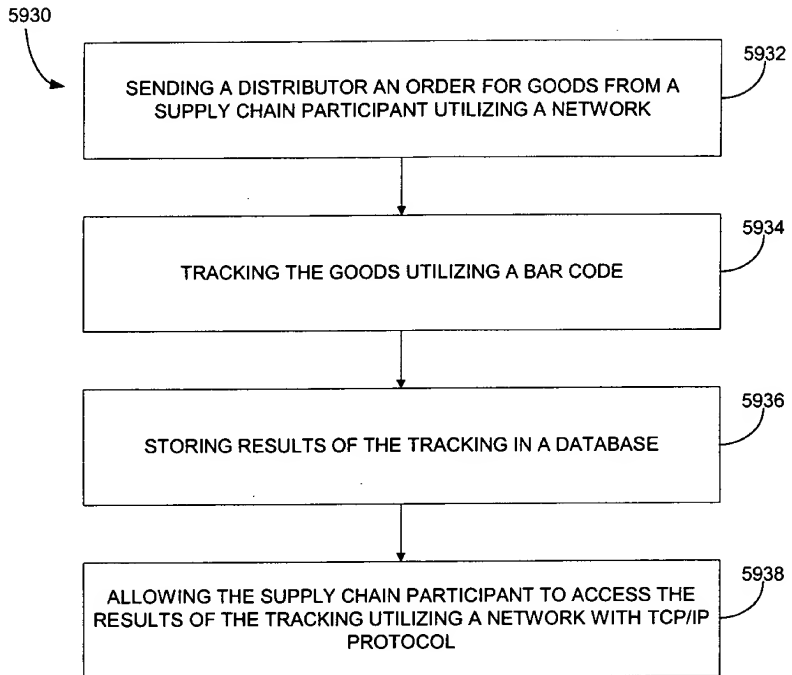 5930
5932
SENDING A DISTRIBUTOR AN ORDER FOR GOODS FROM A
SUPPLY CHAIN PARTICIPANT UTILIZING A NETWORK
5934
TRACKING THE GOODS UTILIZING A BAR CODE
5936
STORING RESULTS OF THE TRACKING IN A DATABASE
5938
ALLOWING THE SUPPLY CHAIN PARTICIPANT TO ACCESS THE
RESULTS OF THE TRACKING UTILIZING A NETWORK WITH TCP/IP
PROTOCOL